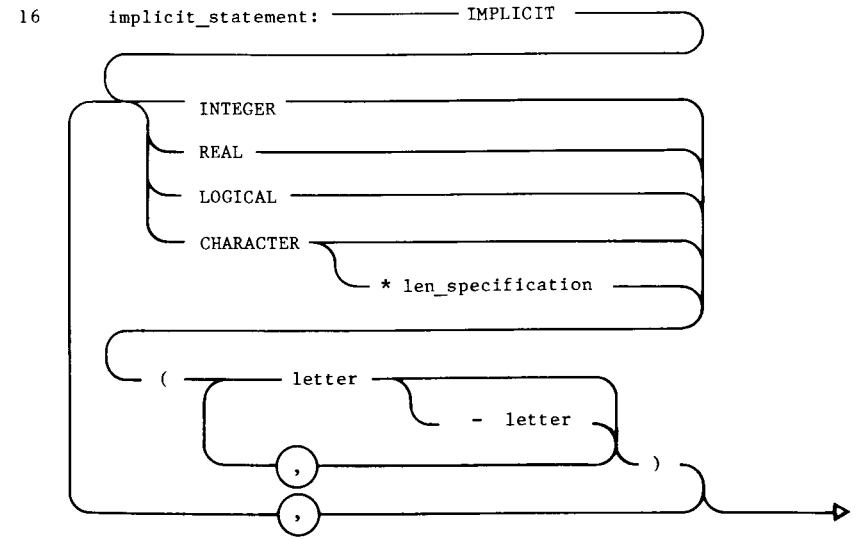 16 implicit_statement: IMPLICIT
INTEGER
REAL
LOGICAL
CHARACTER
* len_specification
( letter
- letter
,
)
,